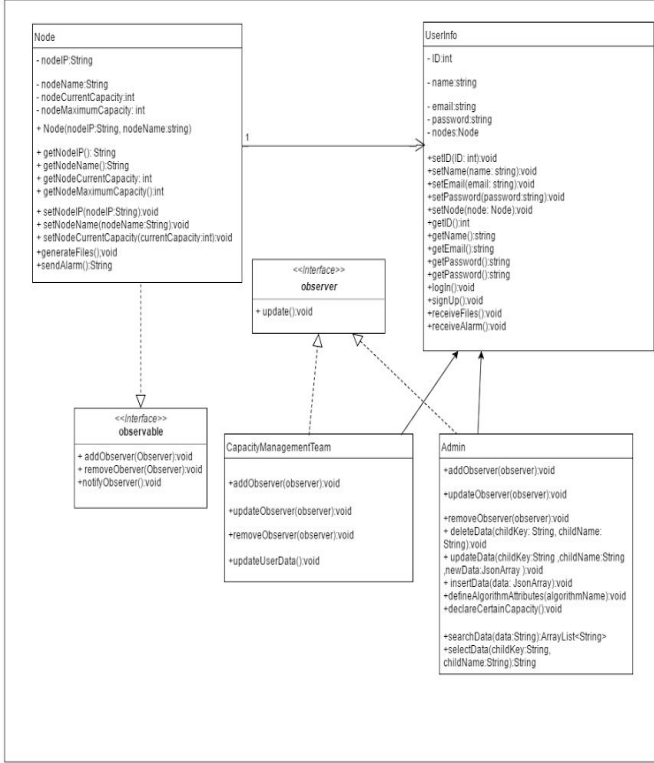 Node
- nodeIP:String
- nodeName:String
- nodeCurrentCapacity:int
- nodeMaximumCapacity: int
+ Node(nodeIP:String, nodeName:string)
+ getNodeIP(): String
+ getNodeName():String
+ getNodeCurrentCapacity: int
+ getNodeMaximumCapacity():int
+ setNodeIP(nodeIP:String):void
+ setNodeName(nodeName:String):void
+ setNodeCurrentCapacity(currentCapacity:int):void
+generateFiles();void
+sendAlarm():String
1
UserInfo
- ID:int
- name:string
- email:string
- password:string
- nodes:Node
+setID(ID: int):void
+setName(name: string):void
+setEmail(email: string):void
+setPassword(password:string):void
+setNode(node: Node):void
+getID():int
+getName():string
+getEmail():string
+getPassword():string
+getPassword():string
+logIn():void
+signUp():void
+receiveFiles():void
+receiveAlarm():void
<<Interface>>
observer
+ update():void
<<Interface>>
observable
+ addObserver(Observer):void
+ removeOberver(Observer):void
+notifyObserver():void
CapacityManagementTeam
+addObserver(observer):void
+updateObserver(observer):void
+removeObserver(observer):void
+updateUserData():void
Admin
+addObserver(observer):void
+updateObserver(observer):void
+removeObserver(observer):void
+ deleteData(childKey: String, childName:
String):void
+ updateData(childKey:String ,childName:String
,newData:JsonArray ):void
+ insertData(data: JsonArray):void
+defineAlgorithmAttributes(algorithmName):void
+declareCertainCapacity():void
+searchData(data:String):ArrayList<String>
+selectData(childKey:String,
childName:String):String